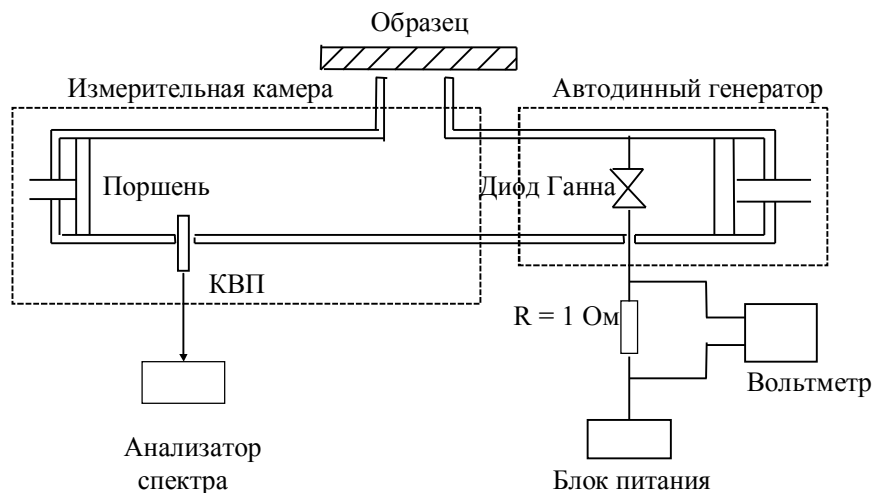 Образец
Измерительная камера
Автодинный генератор
Поршень
Диод Ганна
КВП
R = 1 Ом
Вольтметр
Анализатор
спектра
Блок питания